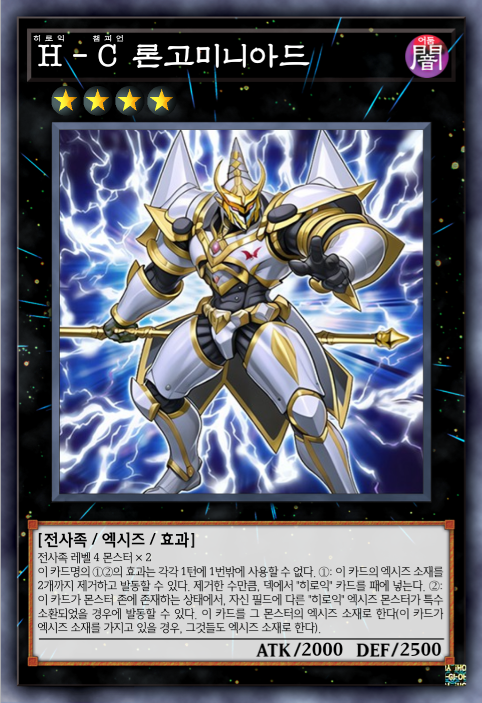 히로익 챔피언
H-C 론고미니아드
어둠
闇
[전사족 / 엑시즈 / 효과]
전사족 레벨 4 몬스터 × 2
이 카드명의 ①②의 효과는 각각 1턴에 1번밖에 사용할 수 없다. ①: 이 카드의 엑시즈 소재를
2개까지 제거하고 발동할 수 있다. 제거한 수만큼, 덱에서 "히로익" 카드를 패에 넣는다. ②:
이 카드가 몬스터 존에 존재하는 상태에서, 자신 필드에 다른 "히로익" 엑시즈 몬스터가 특수
소환되었을 경우에 발동할 수 있다. 이 카드를 그 몬스터의 엑시즈 소재로 한다(이 카드가
엑시즈 소재를 가지고 있을 경우, 그것들도 엑시즈 소재로 한다).
ATK/2000 DEF/2500